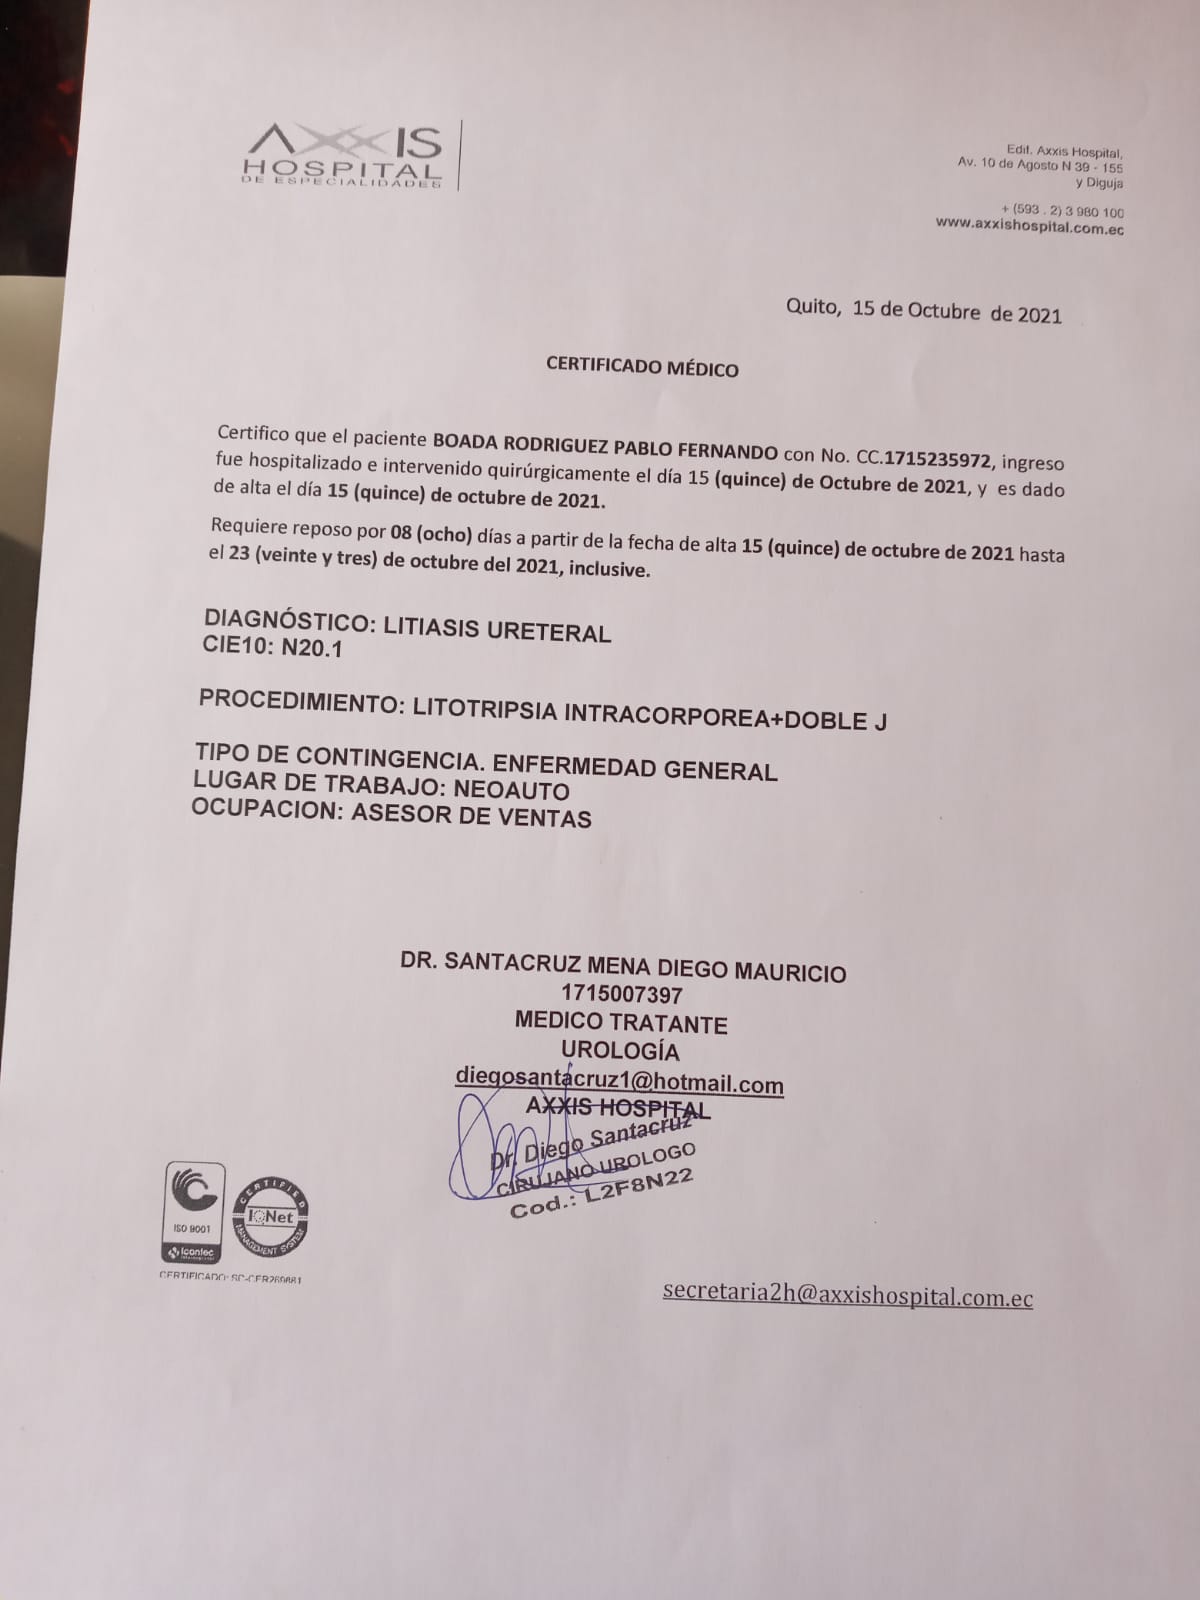 AXXIS
HOSPITAL
DE ESPECIALIDADES
Edif. Axxis Hospital,
Av. 10 de Agosto N 39 - 155
y Diguja
+ (593 . 2) 3 980 100
www.axxishospital.com.ec
Quito, 15 de Octubre de 2021
CERTIFICADO MÉDICO
Certifico que el paciente BOADA RODRIGUEZ PABLO FERNANDO con No. CC.1715235972, ingreso
fue hospitalizado e intervenido quirúrgicamente el día 15 (quince) de Octubre de 2021, y es dado
de alta el día 15 (quince) de octubre de 2021.
Requiere reposo por 08 (ocho) días a partir de la fecha de alta 15 (quince) de octubre de 2021 hasta
el 23 (veinte y tres) de octubre del 2021, inclusive.
DIAGNÓSTICO: LITIASIS URETERAL
CIE10: N20.1
PROCEDIMIENTO: LITOTRIPSIA INTRACORPOREA+DOBLE J
TIPO DE CONTINGENCIA. ENFERMEDAD GENERAL
LUGAR DE TRABAJO: NEOAUTO
OCUPACION: ASESOR DE VENTAS
DR. SANTACRUZ MENA DIEGO MAURICIO
1715007397
MEDICO TRATANTE
UROLOGÍA
diegosantacruz1@hotmail.com
AXXIS HOSPITAL
Dr. Diego Santacruz
CIRUJANO UROLOGO
Cod.: L2F8N22
ISO 9001
Icontec
CERTIFIED
IQNet
MANAGEMENT SYSTEM
CERTIFICADO: SC-CER260881
secretaria2h@axxishospital.com.ec